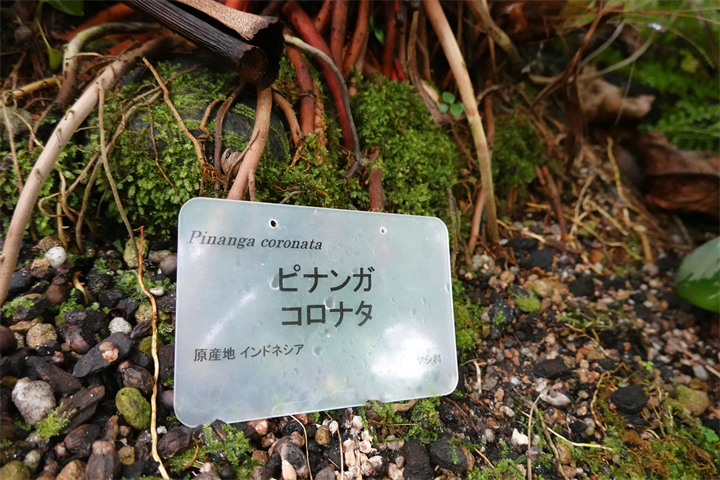 Pinanga coronata
ピナンガ
コロナタ
原産地 インドネシア
ヤシ科